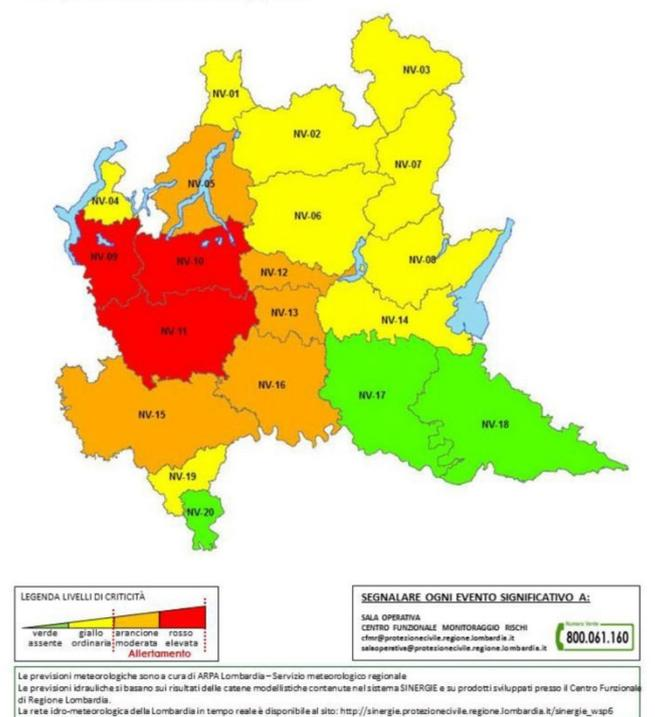 NV-03
NV-01
NV-02
NV-07
NV-05
NV-04
NV-06
NV-09
NV-10
NV-08
NV-12
NV-13
NV-14
NV-11
NV-16
NV-17
NV-15
NV-18
NV-19
NV-20
LEGENDA LIVELLI DI CRITICITÀ
verde giallo arancione rosso
assente ordinaria moderata elevata
Allertamento
SEGNALARE OGNI EVENTO SIGNIFICATIVO A:
SALA OPERATIVA
CENTRO FUNZIONALE MONITORAGGIO RISCHI
cfmr@protezionecivile.regione.lombardia.it
salaoperativa@protezionecivile.regione.lombardia.it
Numero Verde
800.061.160
Le previsioni meteorologiche sono a cura di ARPA Lombardia – Servizio meteorologico regionale
Le previsioni idrauliche si basano sui risultati delle catene modellistiche contenute nel sistema SINERGIE e su prodotti sviluppati presso il Centro Funzionale
di Regione Lombardia.
La rete idro-meteorologica della Lombardia in tempo reale è disponibile al sito: http://sinergie.protezionecivile.regione.lombardia.it/sinergie_wsp6